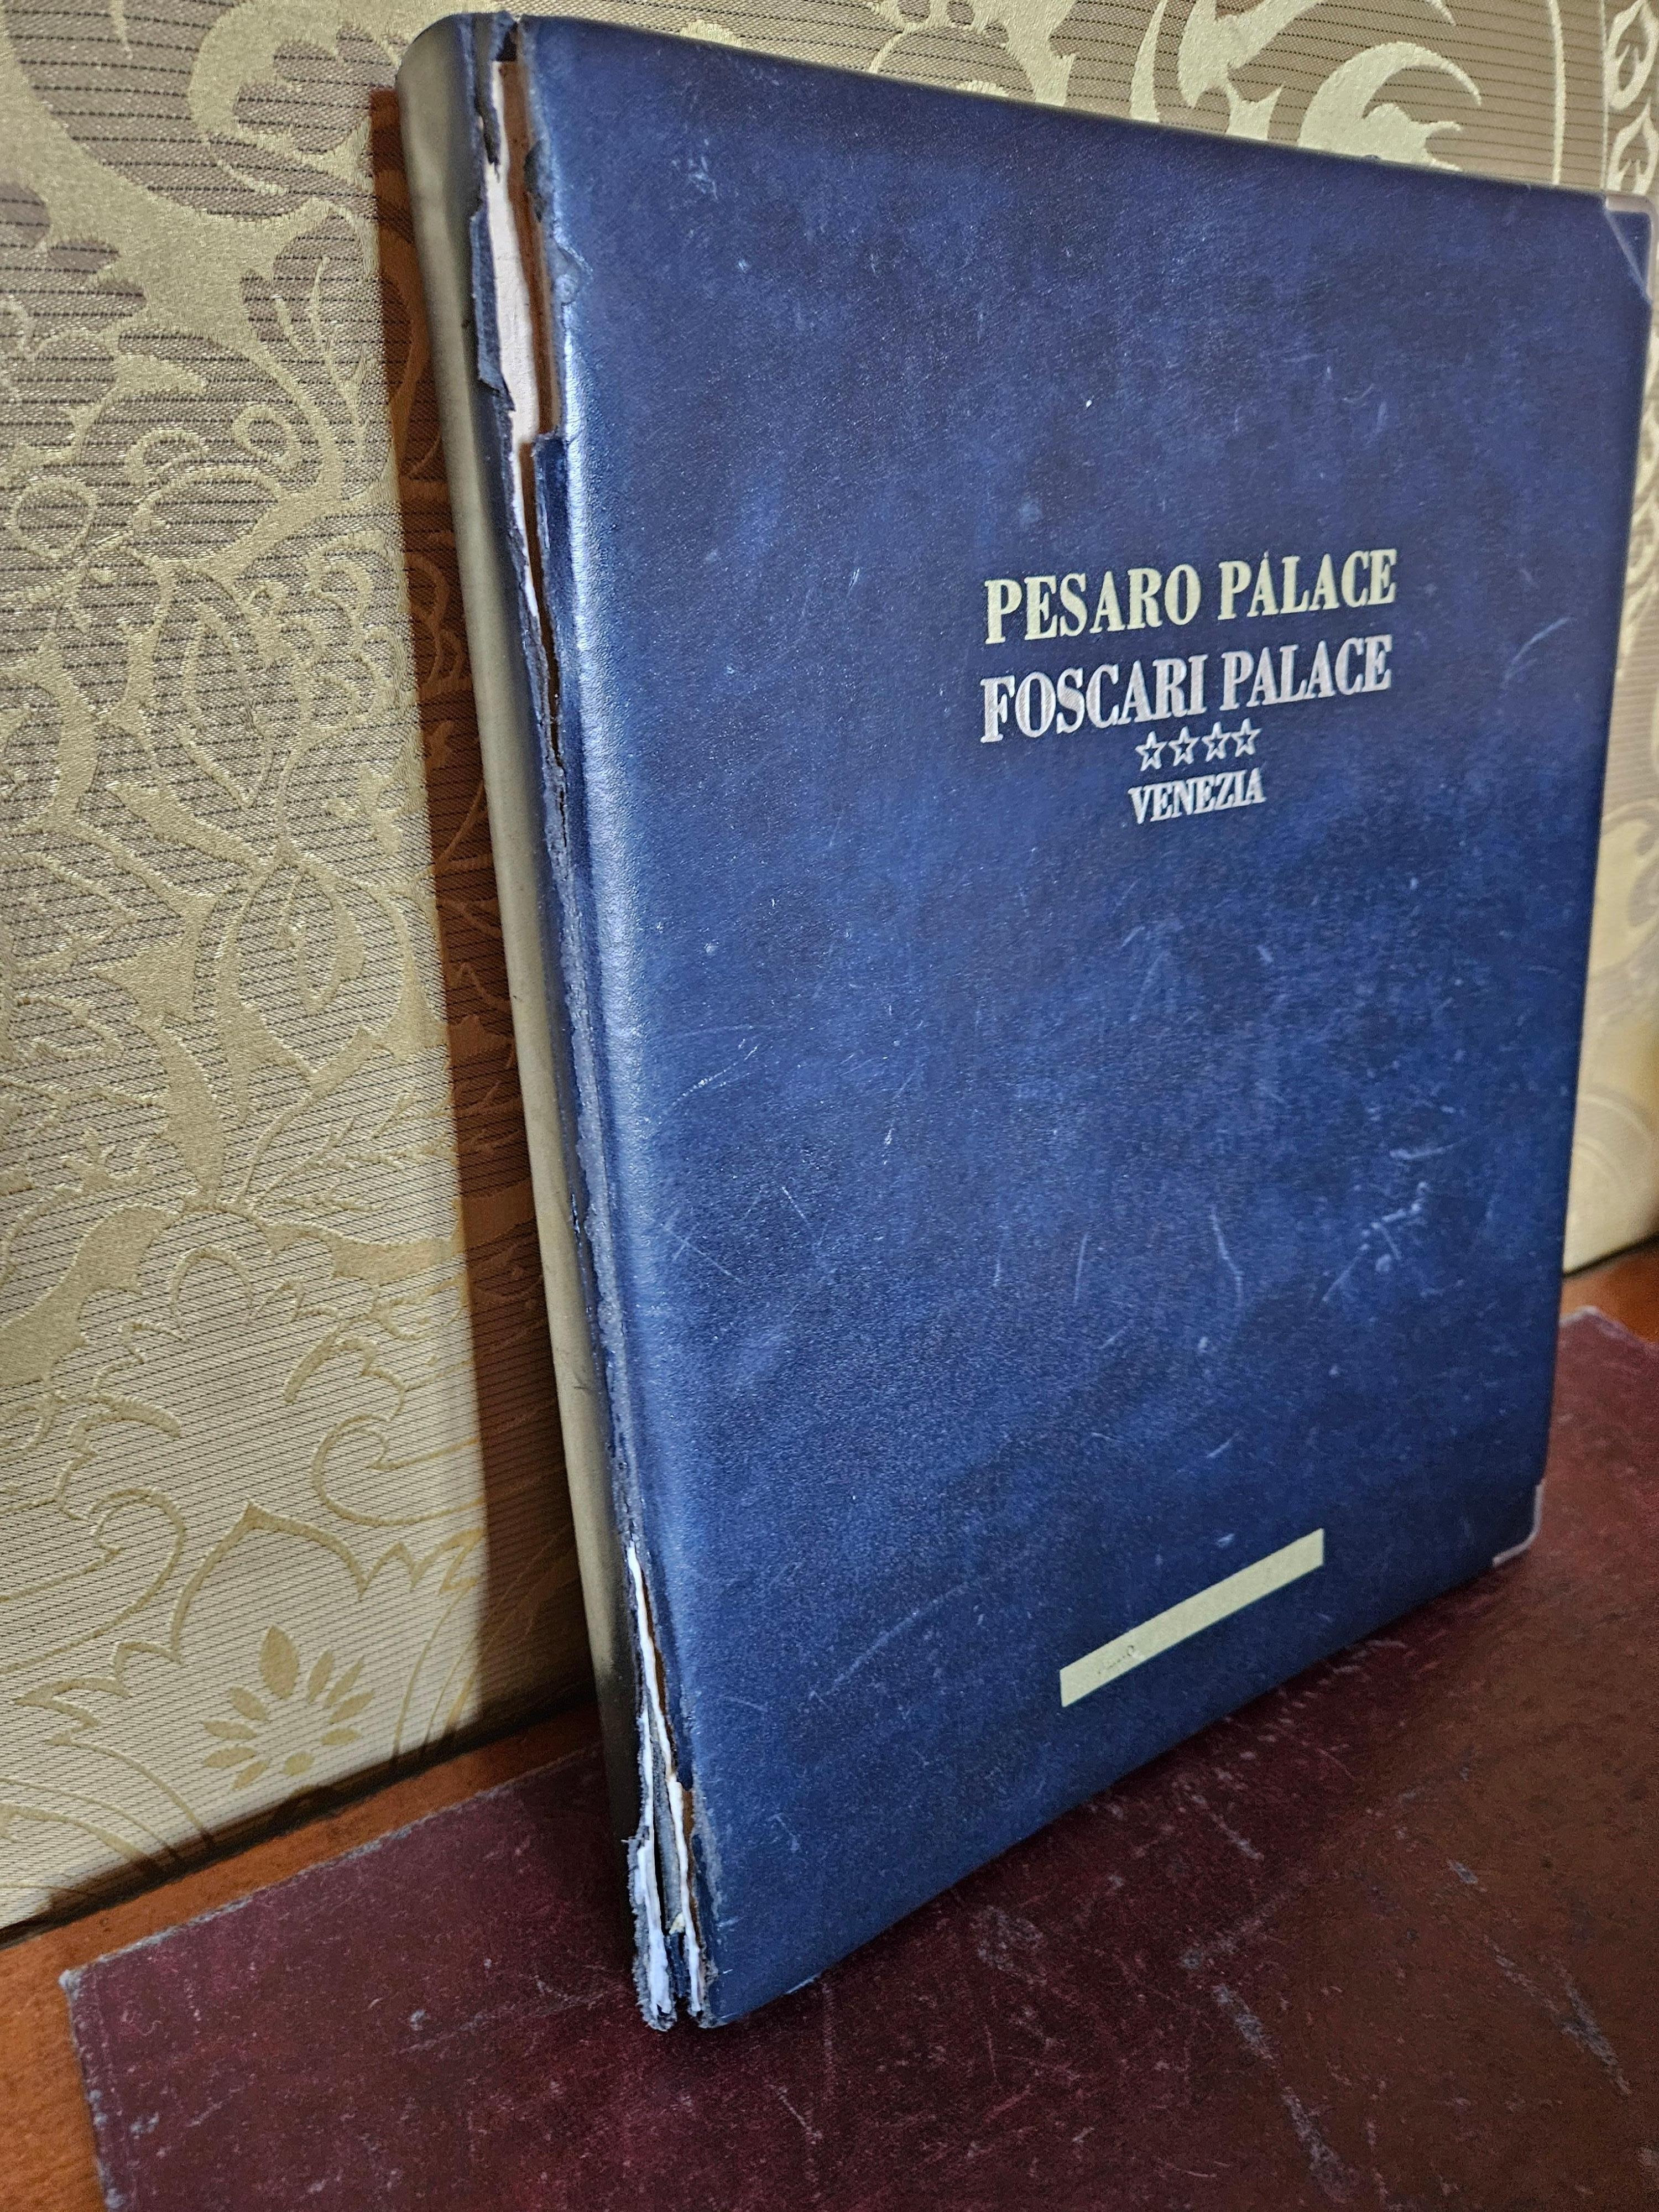 PESARO PALACE
FOSCARI PALACE
☆☆☆☆
VENEZIA